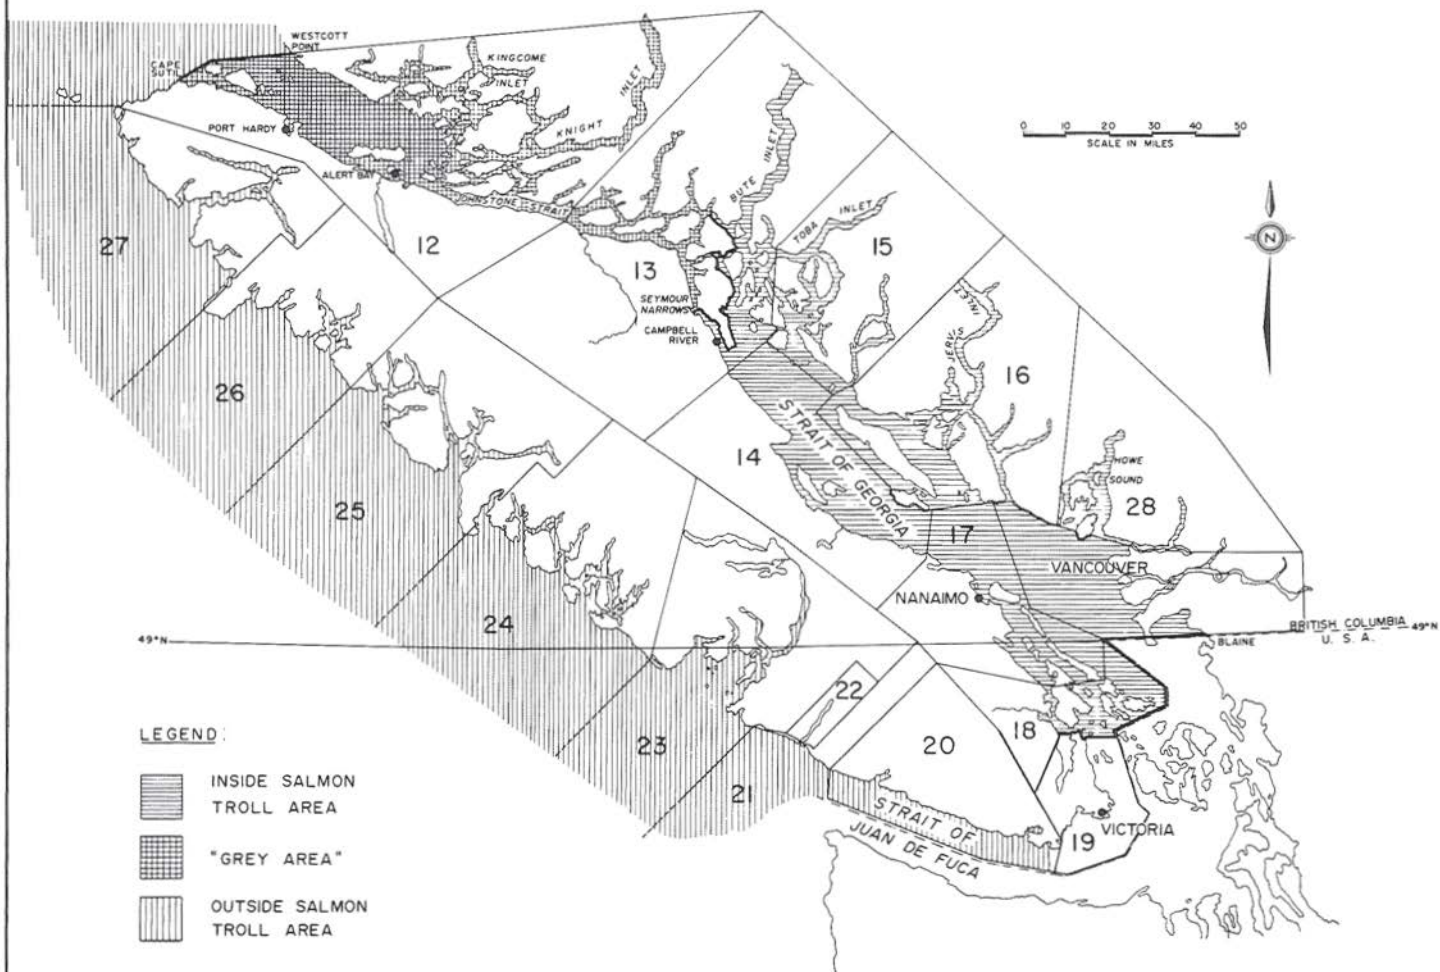 WESTCOTT
POINT
CAPE
SUTIL
KINGCOME
INLET
INLET
KNIGHT
PORT HARDY
ALERT BAY
JOHNSTONE STRAIT
BUTE INLET
TOBA INLET
0 10 20 30 40 50
SCALE IN MILES
N
27
12
13
15
SEYMOUR
NARROWS
CAMPBELL
RIVER
JERVIS
INLET
16
26
14
STRAIT OF GEORGIA
HOWE
SOUND
28
25
17
VANCOUVER
NANAIMO
24
49°N
BRITISH COLUMBIA
49°N
U. S. A.
BLAINE
22
18
23
20
21
STRAIT OF
JUAN DE FUCA
19
VICTORIA
LEGEND:
INSIDE SALMON
TROLL AREA
"GREY AREA"
OUTSIDE SALMON
TROLL AREA